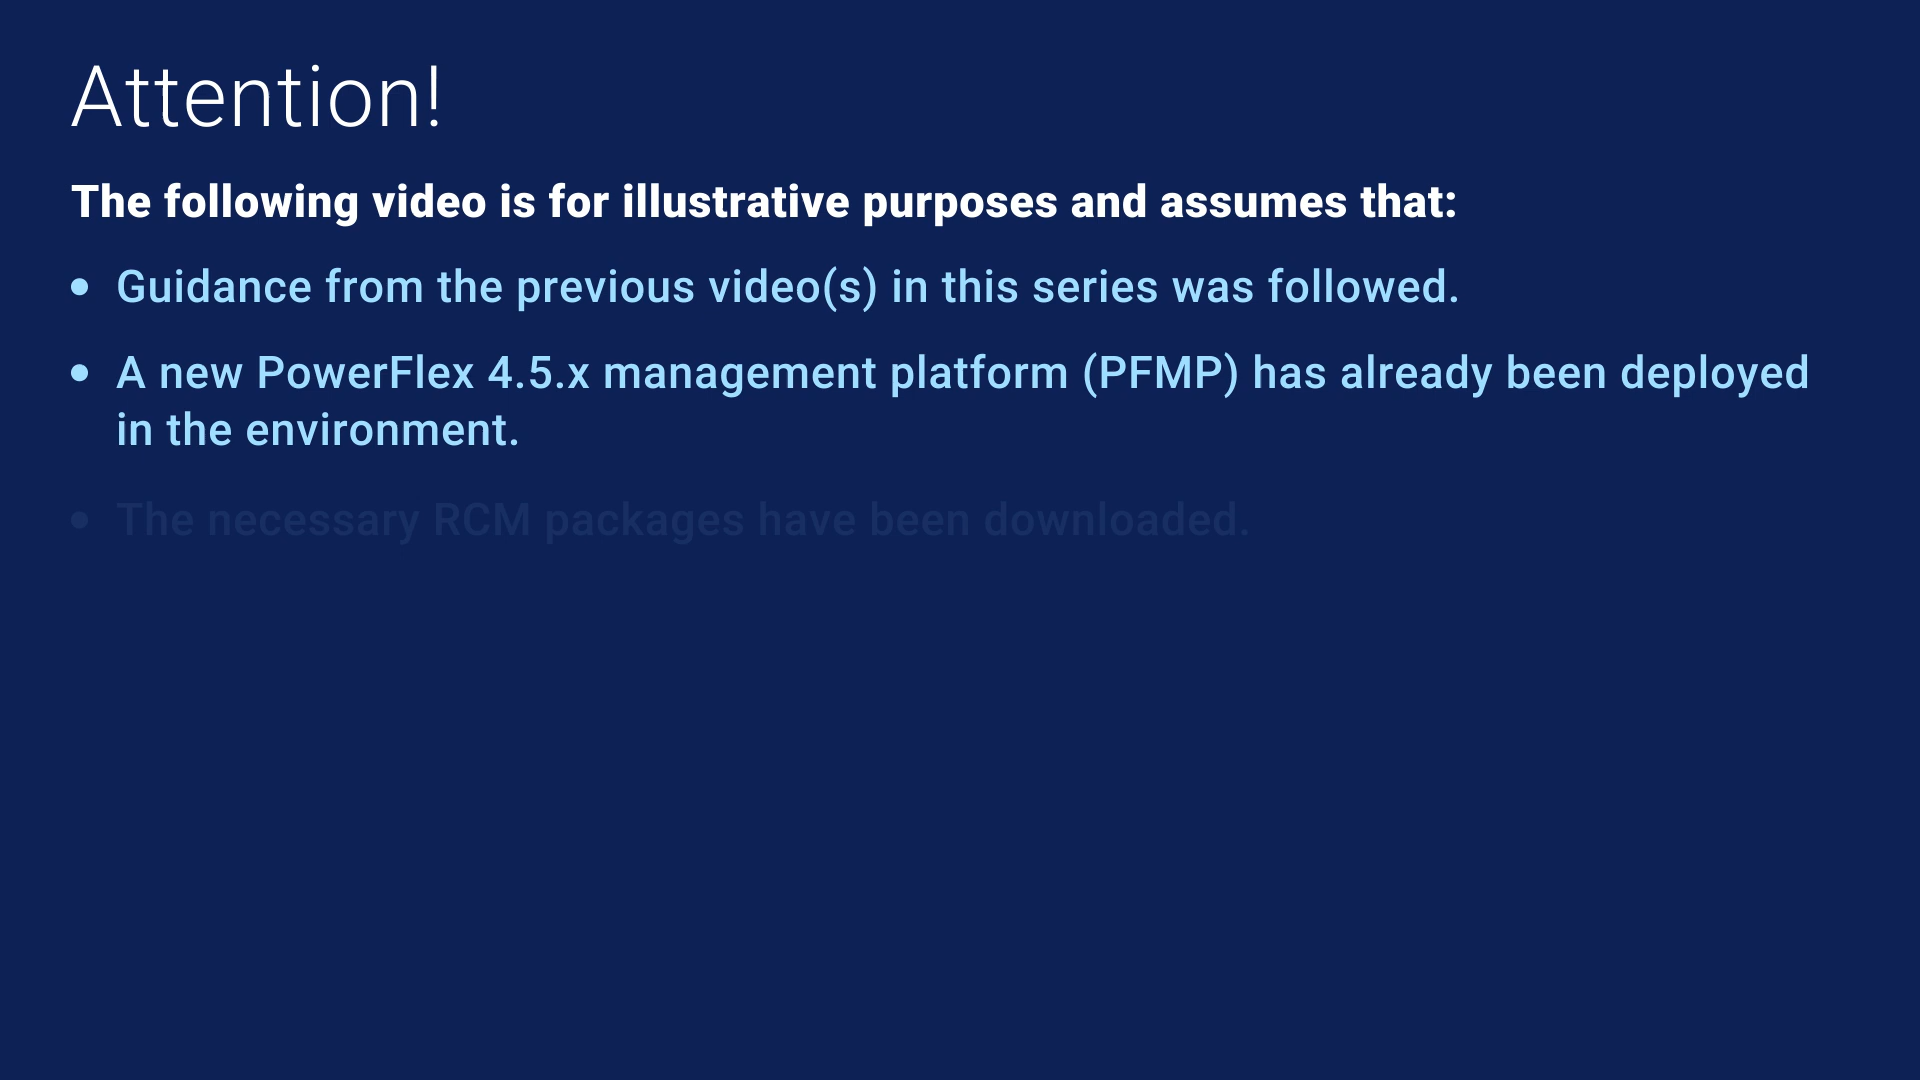 Attention!
The following video is for illustrative purposes and assumes that:
• Guidance from the previous video(s) in this series was followed.
• A new PowerFlex 4.5.x management platform (PFMP) has already been deployed
in the environment.
• The necessary RCM packages have been downloaded.